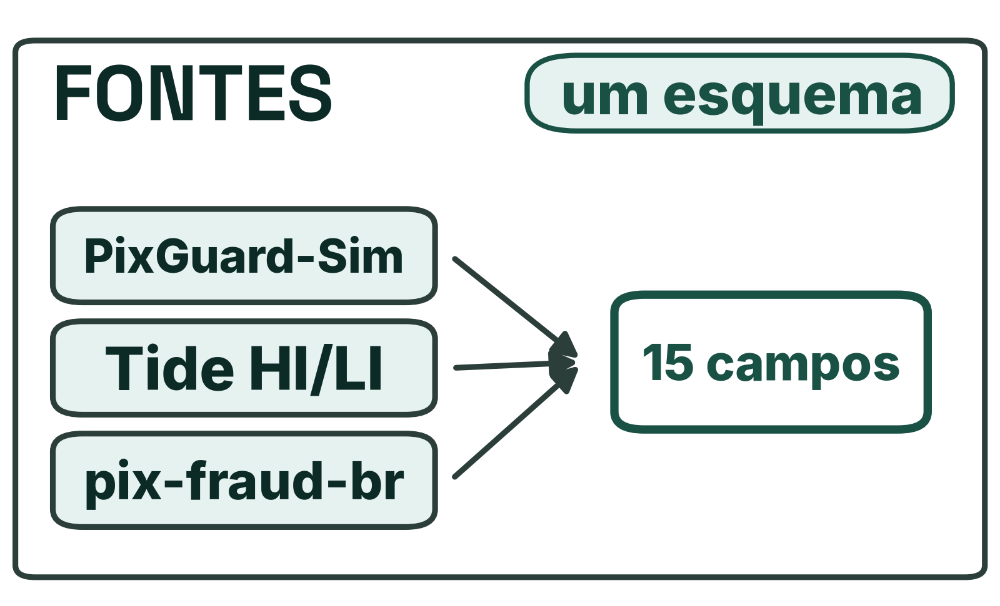 FONTES
um esquema
PixGuard-Sim
Tide HI/LI
pix-fraud-br
15 campos